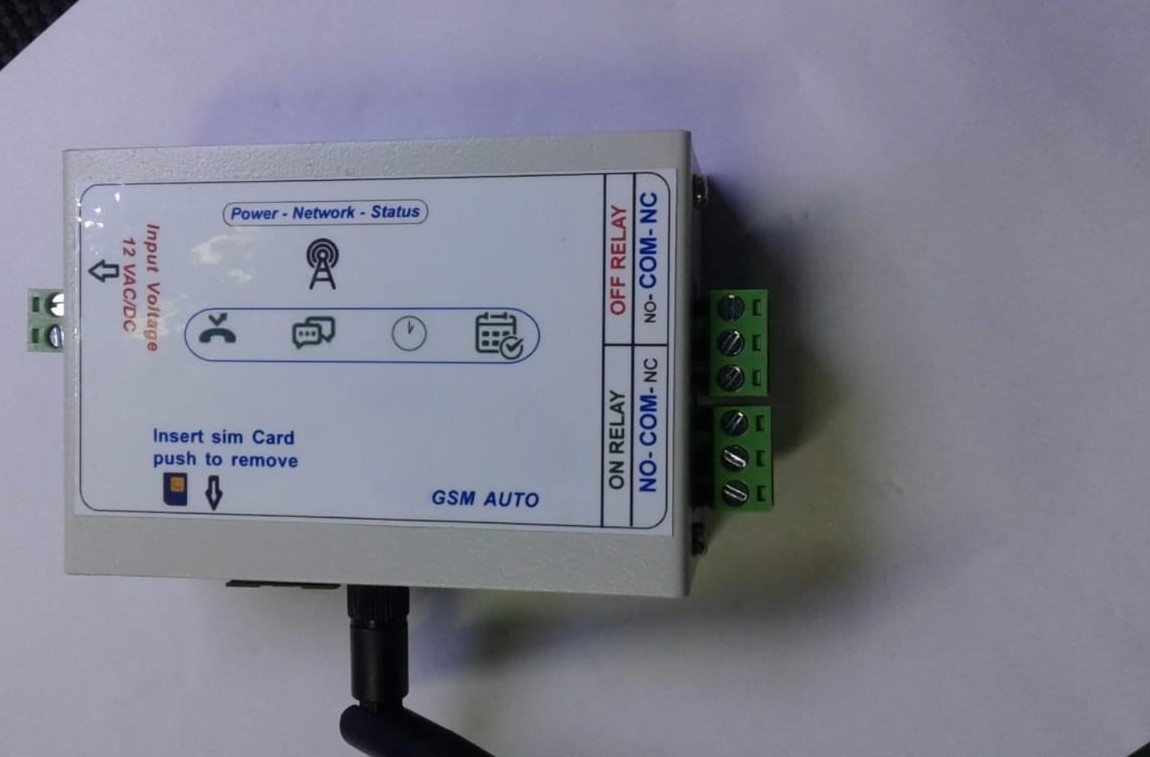 Power - Network - Status
Input Voltage
12 VAC/DC
Insert sim Card
push to remove
GSM AUTO
OFF RELAY
NO- COM- NC
ON RELAY
NO- COM- NC